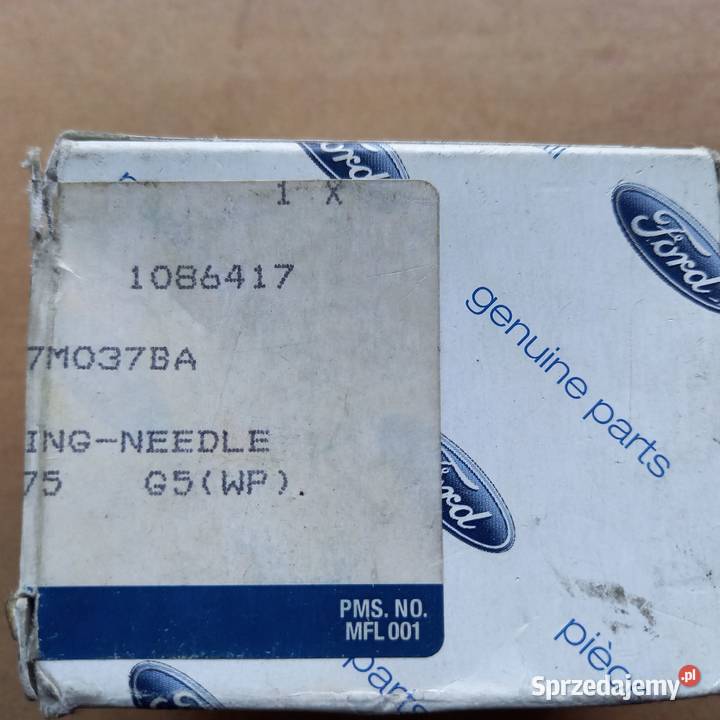 1 X
1086417
7M037BA
ING-NEEDLE
75 G5(WP)
PMS. NO.
MFL 001
Ford
Ford
genuine parts
Ford
pièc
parts
Sprzedajemy.pl